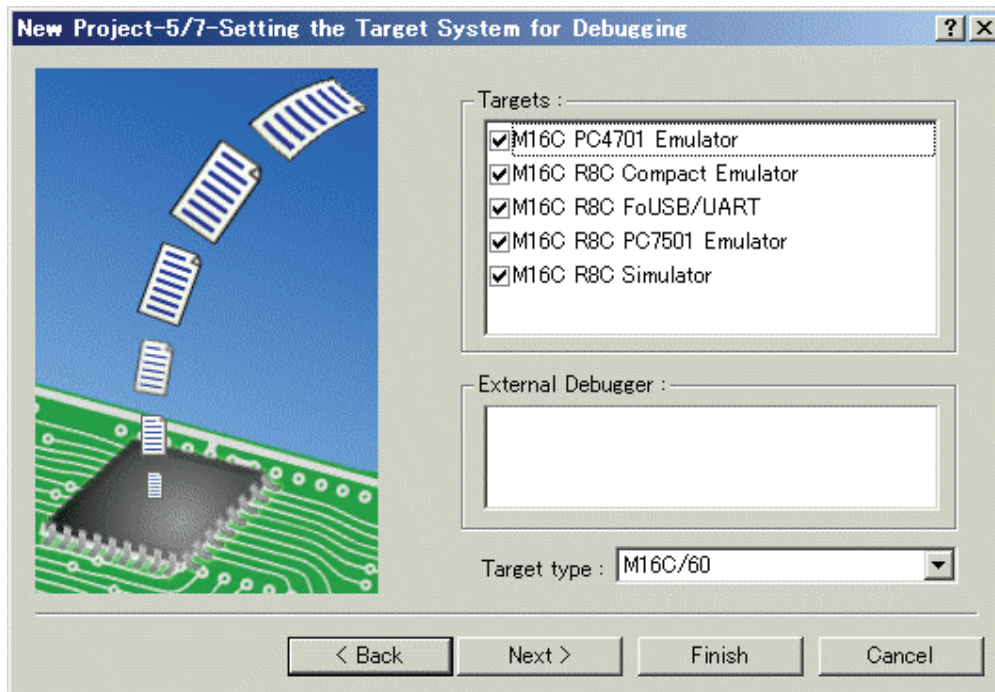 New Project-5/7-Setting the Target System for Debugging
Targets :
M16C PC4701 Emulator
M16C R8C Compact Emulator
M16C R8C FoUSB/UART
M16C R8C PC7501 Emulator
M16C R8C Simulator
External Debugger :
Target type : M16C/60
< Back Next > Finish Cancel